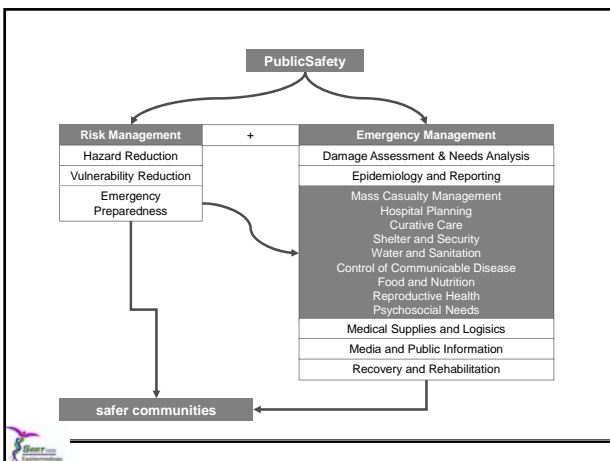 PublicSafety
Risk Management
+
Emergency Management
Hazard Reduction
Vulnerability Reduction
Emergency
Preparedness
Damage Assessment & Needs Analysis
Epidemiology and Reporting
Mass Casualty Management
Hospital Planning
Curative Care
Shelter and Security
Water and Sanitation
Control of Communicable Disease
Food and Nutrition
Reproductive Health
Psychosocial Needs
Medical Supplies and Logisics
Media and Public Information
Recovery and Rehabilitation
safer communities